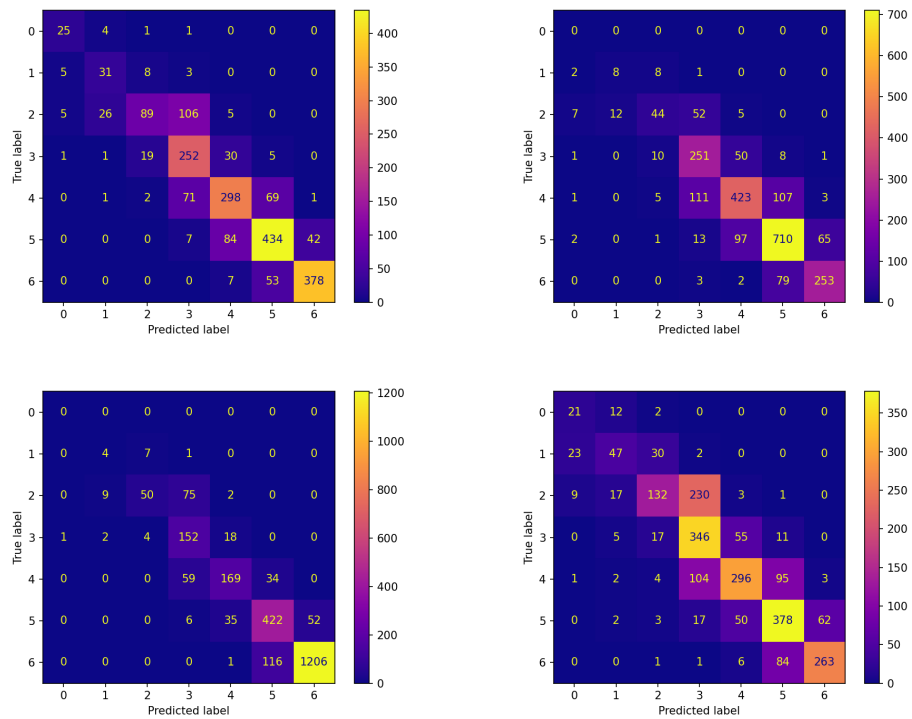 0 25 4 1 1 0 0 0 400
1 5 31 8 3 0 0 0 350
2 5 26 89 106 5 0 0 300
250
3 1 1 19 252 30 5 0 200
4 0 1 2 71 298 69 1 150
5 0 0 0 7 84 434 42 100
50
6 0 0 0 0 7 53 378 0
0 1 2 3 4 5 6
True label
Predicted label
0 0 0 0 0 0 0 0 700
1 2 8 8 1 0 0 0 600
2 7 12 44 52 5 0 0 500
400
3 1 0 10 251 50 8 1 300
4 1 0 5 111 423 107 3 200
5 2 0 1 13 97 710 65 100
6 0 0 0 3 2 79 253 0
0 1 2 3 4 5 6
True label
Predicted label
0 0 0 0 0 0 0 0 1200
1 0 4 7 1 0 0 0 1000
2 0 9 50 75 2 0 0 800
3 1 2 4 152 18 0 0 600
4 0 0 0 59 169 34 0 400
5 0 0 0 6 35 422 52 200
6 0 0 0 0 1 116 1206 0
0 1 2 3 4 5 6
True label
Predicted label
0 21 12 2 0 0 0 0 350
1 23 47 30 2 0 0 0 300
2 9 17 132 230 3 1 0 250
200
3 0 5 17 346 55 11 0 150
4 1 2 4 104 296 95 3 100
5 0 2 3 17 50 378 62 50
6 0 0 1 1 6 84 263 0
0 1 2 3 4 5 6
True label
Predicted label